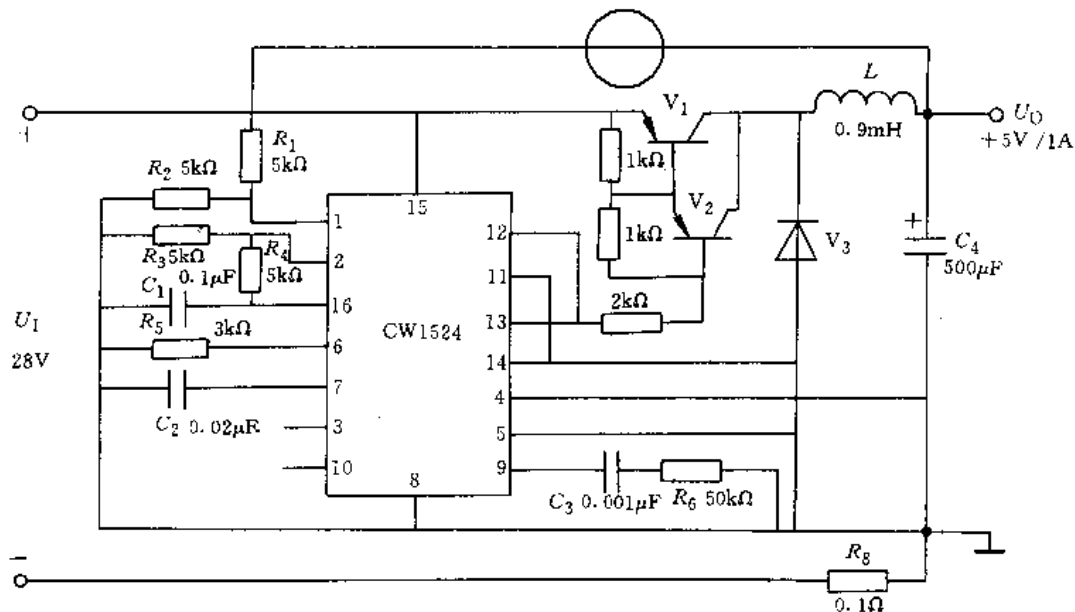 L
V1
UO
+5V/1A
0.9mH
+
R1
5kΩ
1kΩ
R2 5kΩ
V2
15
1
12
V3
+
C4
500μF
R3 5kΩ
R4
5kΩ
2
1kΩ
11
C1
0.1μF
16
2kΩ
13
UI
28V
R5
3kΩ
CW1524
6
14
7
4
C2 0.02μF
3
5
10
9
8
C3 0.001μF
R6 50kΩ
−
R8
0.1Ω